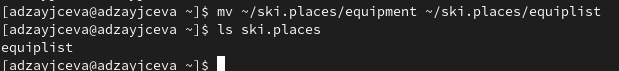 [adzayjceva@adzayjceva ~]$ mv ~/ski.places/equipment ~/ski.places/equiplist
[adzayjceva@adzayjceva ~]$ ls ski.places
equiplist
[adzayjceva@adzayjceva ~]$